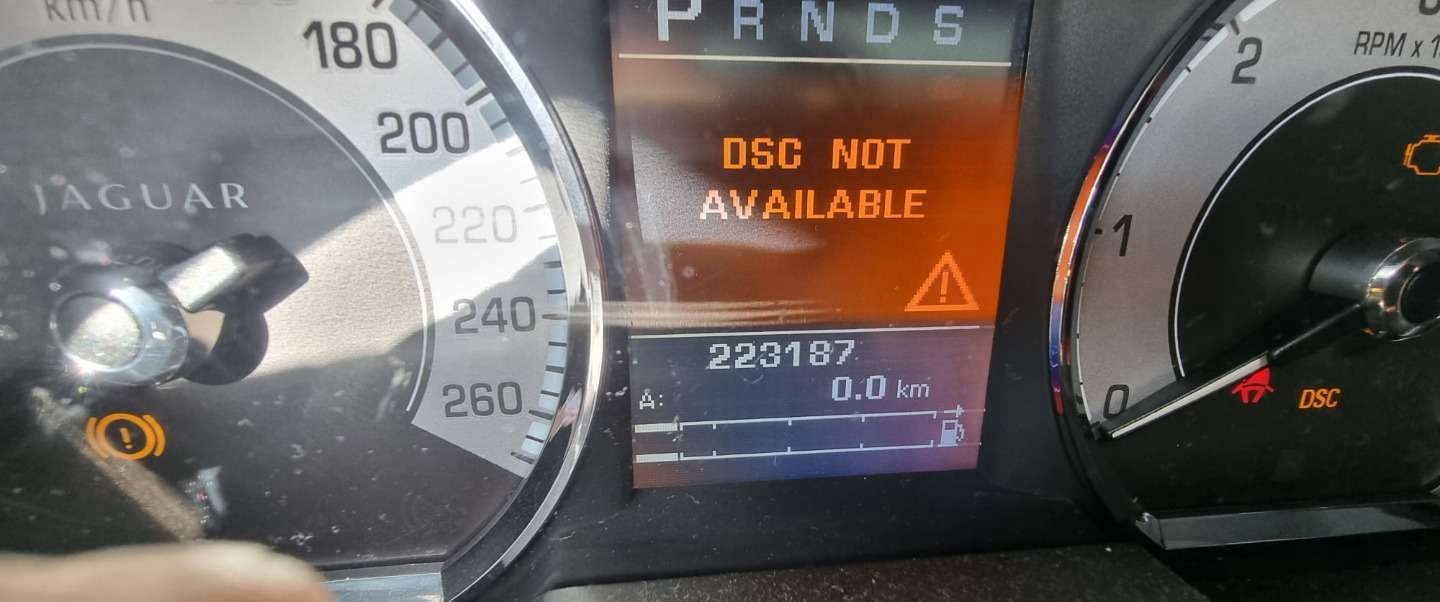 km/h
180
200
220
240
260
JAGUAR
P R N D S
DSC NOT
AVAILABLE
223187
A: 0.0 km
2
1
0
RPM x 1
DSC